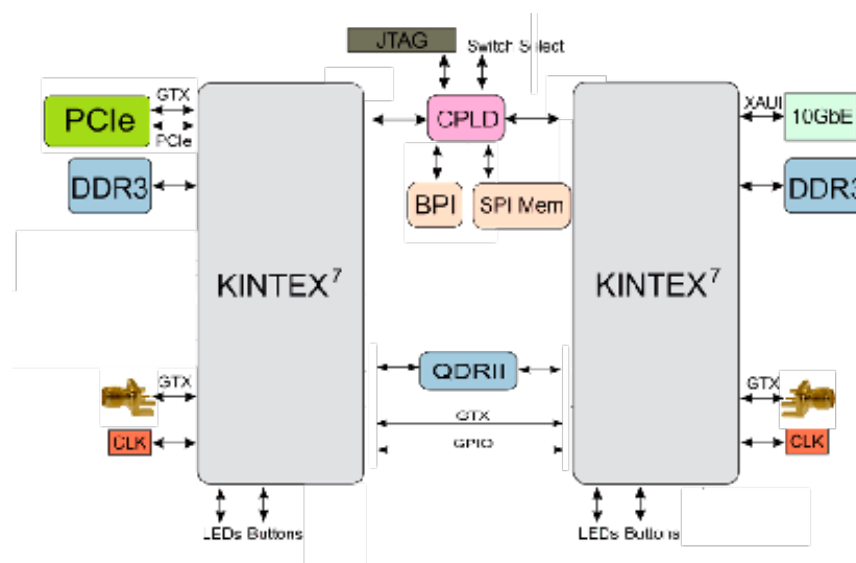 JTAG
Switch Select
GTX
PCIe
PCIe
CPLD
XAUI
10GbE
DDR3
BPI
SPI Mem
DDR3
KINTEX7
KINTEX7
QDRII
GTX
GTX
GTX
CLK
GPIO
CLK
LEDs Buttons
LEDs Buttons